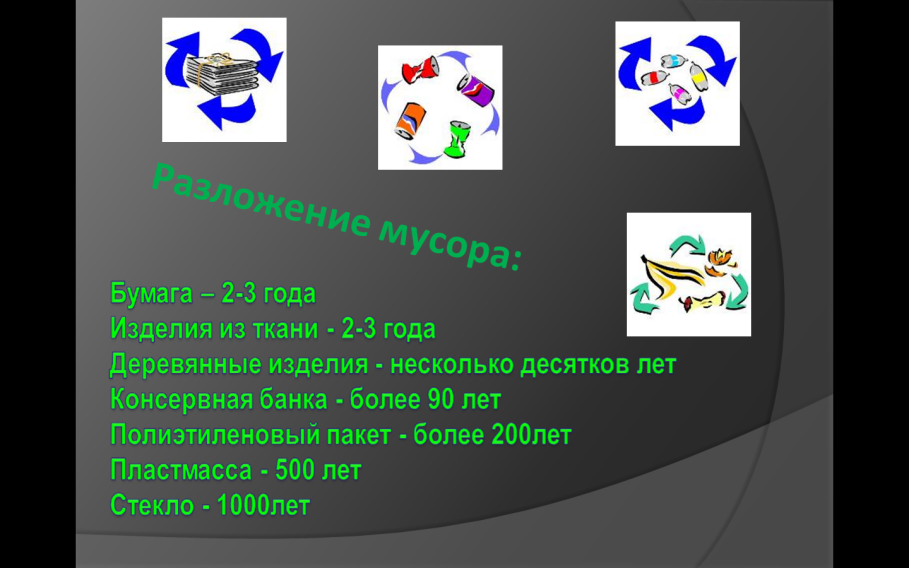 Разложение мусора:
Бумага – 2-3 года
Изделия из ткани - 2-3 года
Деревянные изделия - несколько десятков лет
Консервная банка - более 90 лет
Полиэтиленовый пакет - более 200лет
Пластмасса - 500 лет
Стекло - 1000лет